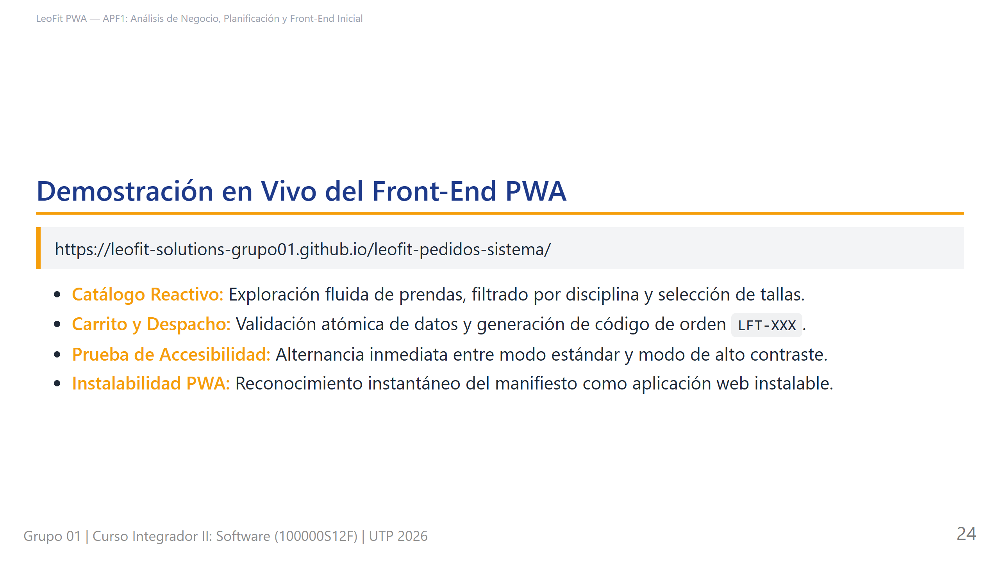 LeoFit PWA — APF1: Análisis de Negocio, Planificación y Front-End Inicial
Demostración en Vivo del Front-End PWA
https://leofit-solutions-grupo01.github.io/leofit-pedidos-sistema/
• Catálogo Reactivo: Exploración fluida de prendas, filtrado por disciplina y selección de tallas.
• Carrito y Despacho: Validación atómica de datos y generación de código de orden LFT-XXX.
• Prueba de Accesibilidad: Alternancia inmediata entre modo estándar y modo de alto contraste.
• Instalabilidad PWA: Reconocimiento instantáneo del manifiesto como aplicación web instalable.
Grupo 01 | Curso Integrador II: Software (100000S12F) | UTP 2026
24